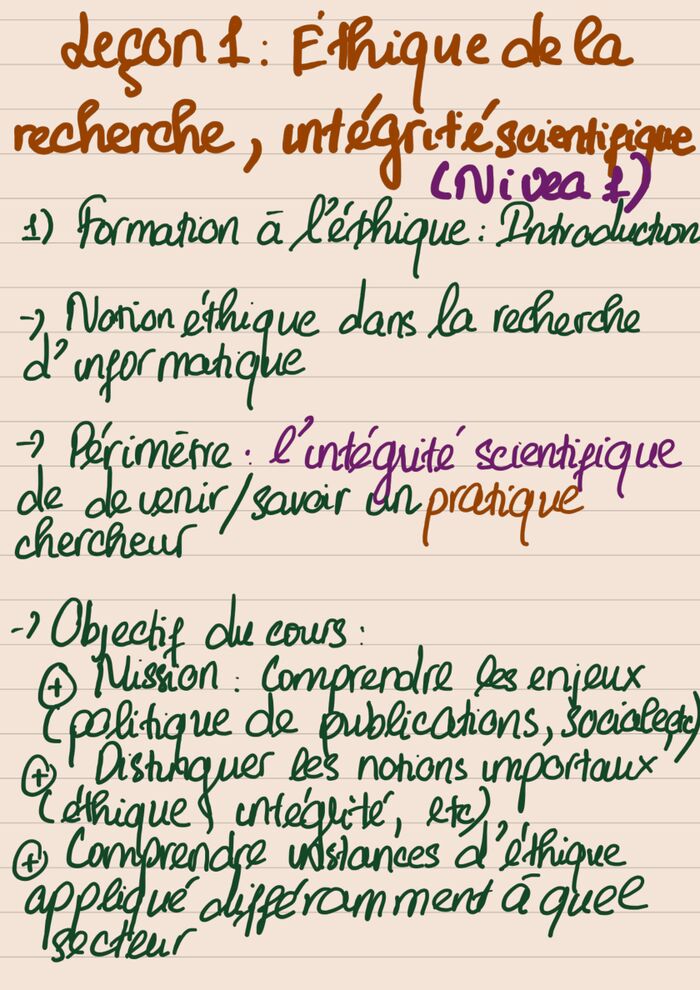 Leçon 1 : Éthique de la
recherche, intégrité scientifique
(Nivea 1)
1) Formation à l'éthique : Introduction
-> Notion éthique dans la recherche
d'informatique
-> Périmètre : l'intégrité scientifique
de devenir/savoir un pratique
chercheur
-> Objectif du cours :
+ Mission : Comprendre les enjeux
(politique de publications, sociale, etc)
+ Distinguer les notions importaux
(éthique, intégrité, etc)
+ Comprendre instances d'éthique
appliqué différamment à quel
secteur